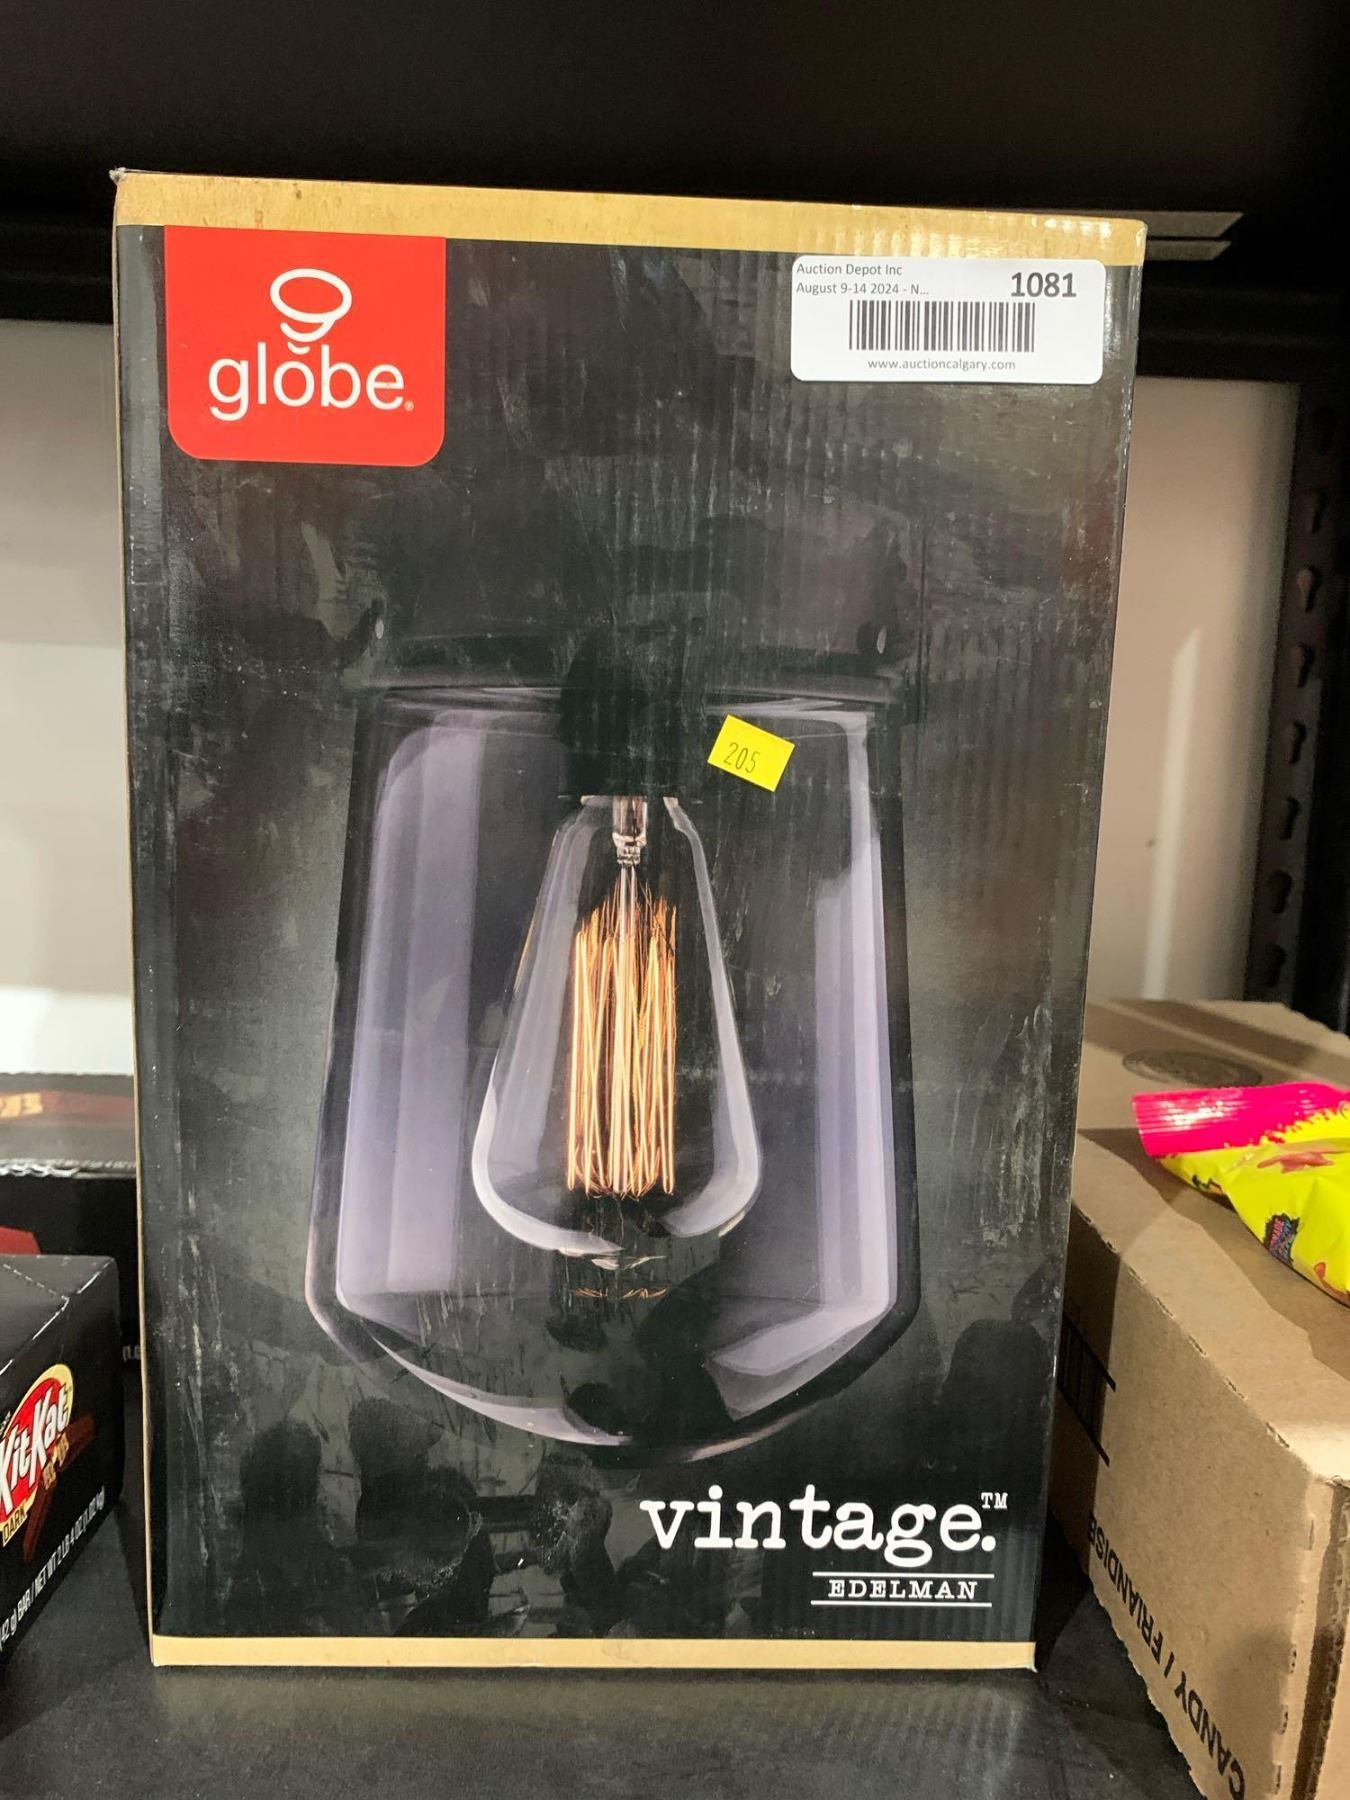 globe®
Auction Depot Inc
August 9-14 2024 - N...
1081
www.auctioncalgary.com
205
vintage.™
EDELMAN
KitKat
DARK
CANDY / FRIANDISE